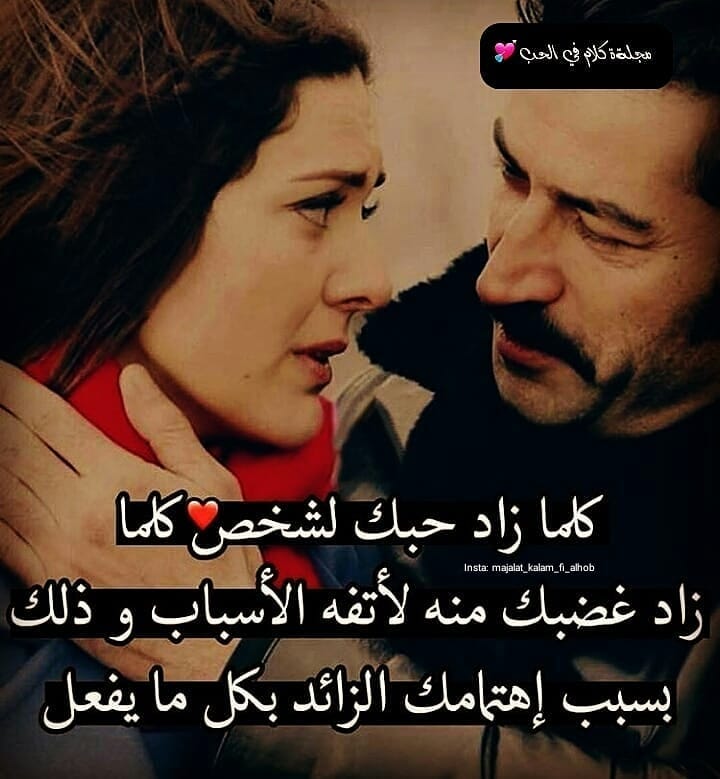 مجلة كلام في الحب 💘
كلما زاد حبك لشخص❤️كلما
Insta: majalat_kalam_fi_alhob
زاد غضبك منه لأتفه الأسباب و ذلك
بسبب إهتمامك الزائد بكل ما يفعل